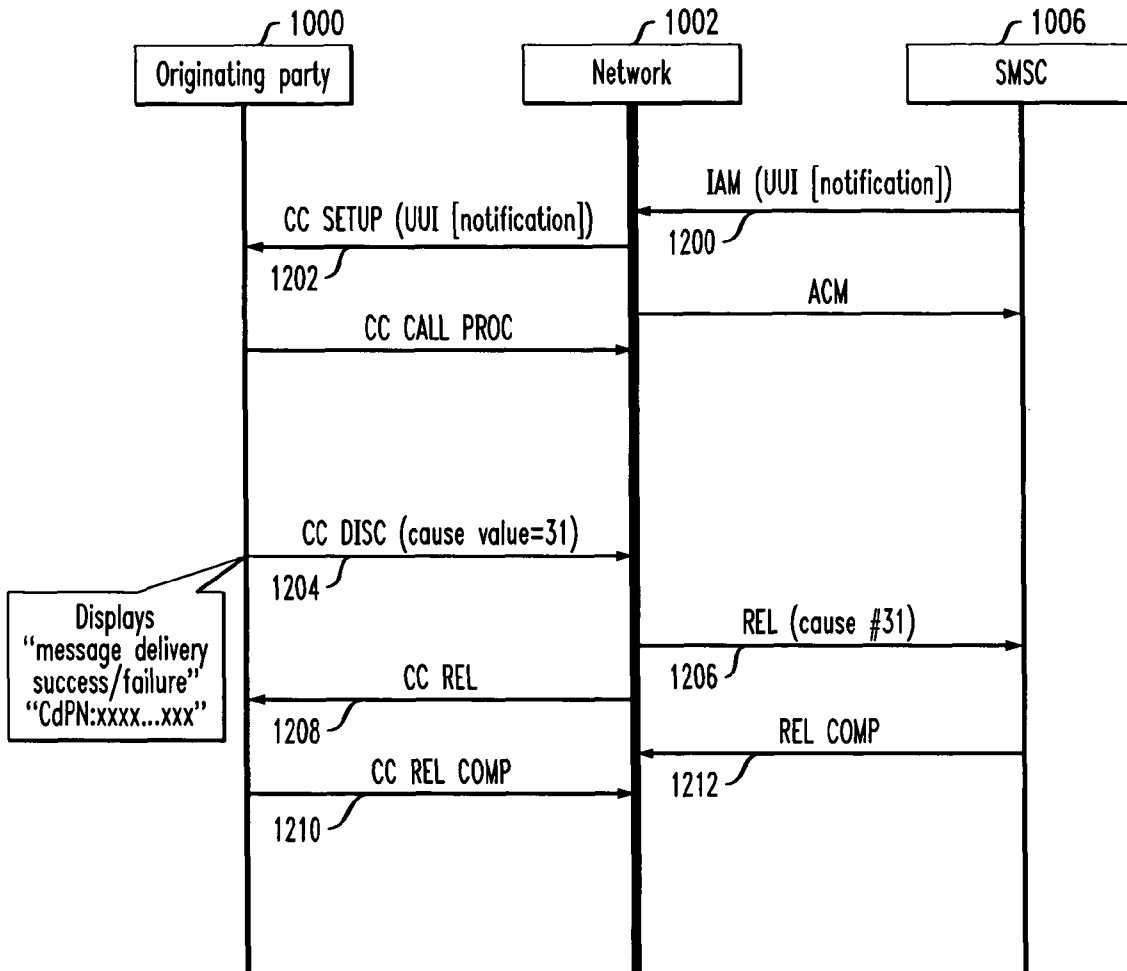 1000
1002
1006
Originating party
Network
SMSC
IAM (UUI [notification])
1200
CC SETUP (UUI [notification])
1202
ACM
CC CALL PROC
CC DISC (cause value=31)
1204
Displays
“message delivery
success/failure”
“CdPN:xxxx...xxx”
REL (cause #31)
1206
CC REL
1208
REL COMP
1212
CC REL COMP
1210